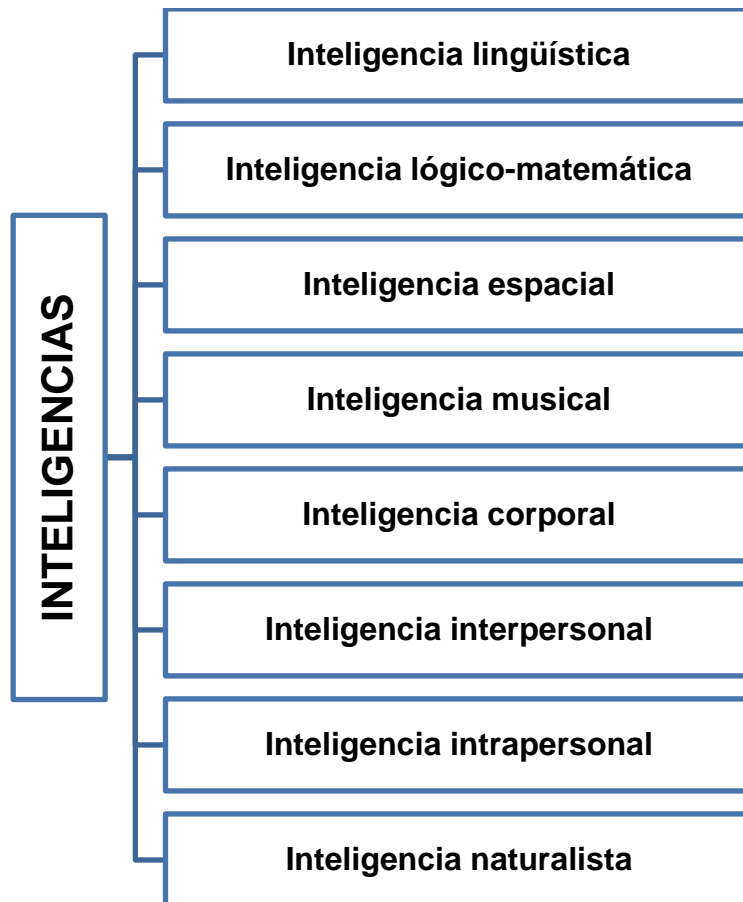 INTELIGENCIAS
Inteligencia lingüística
Inteligencia lógico-matemática
Inteligencia espacial
Inteligencia musical
Inteligencia corporal
Inteligencia interpersonal
Inteligencia intrapersonal
Inteligencia naturalista